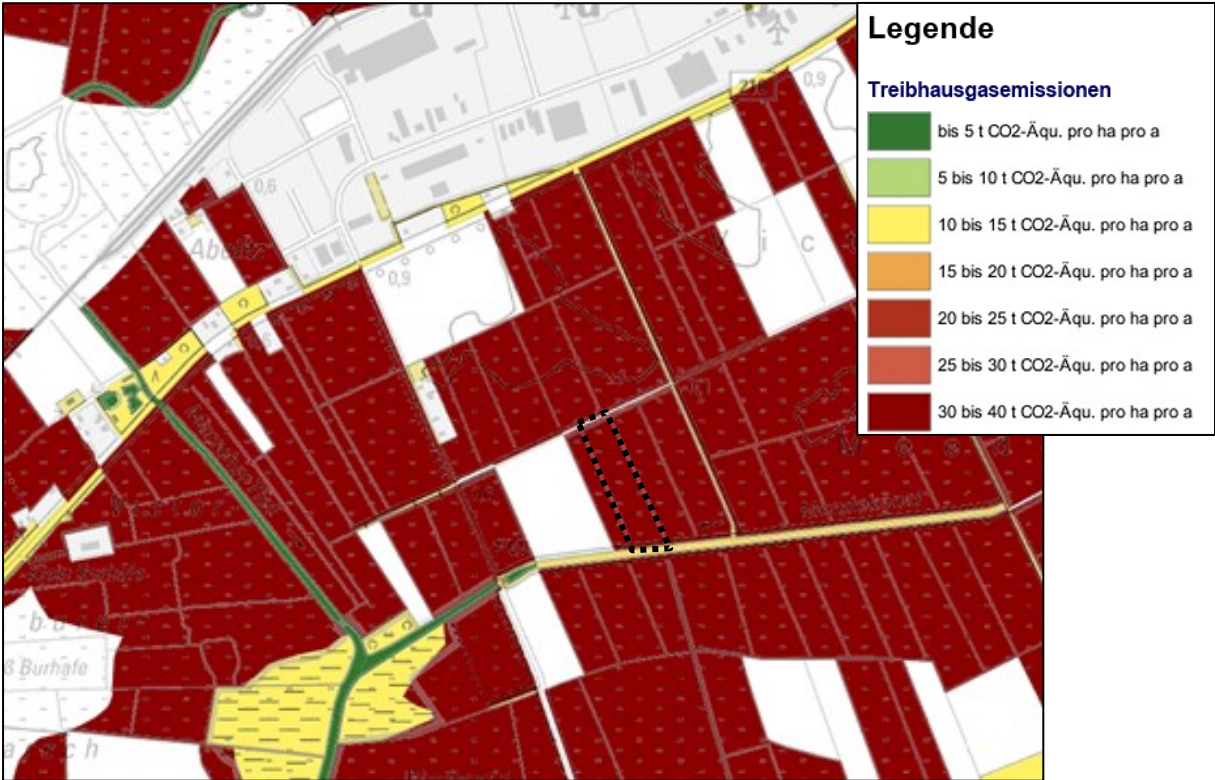 Legende
Treibhausgasemissionen
bis 5 t CO2-Äqu. pro ha pro a
5 bis 10 t CO2-Äqu. pro ha pro a
10 bis 15 t CO2-Äqu. pro ha pro a
15 bis 20 t CO2-Äqu. pro ha pro a
20 bis 25 t CO2-Äqu. pro ha pro a
25 bis 30 t CO2-Äqu. pro ha pro a
30 bis 40 t CO2-Äqu. pro ha pro a
0,9
0,6
0,9
V i c t
M e e d
ß Burhafe